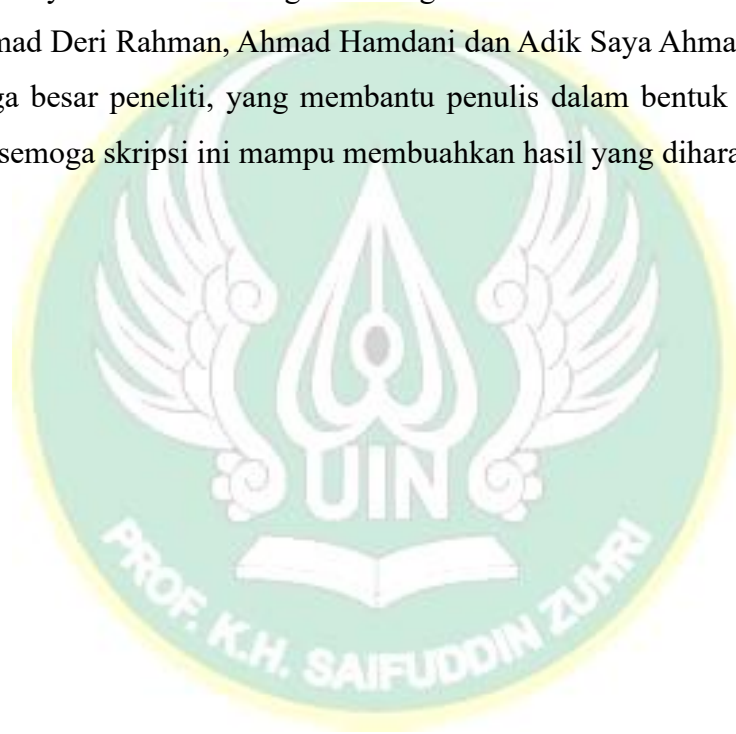 mad Deri Rahman, Ahmad Hamdani dan Adik Saya Ahma
ga besar peneliti, yang membantu penulis dalam bentuk
semoga skripsi ini mampu membuahkan hasil yang dihara
UIN
PROF. K.H. SAIFUDDIN ZUHRI